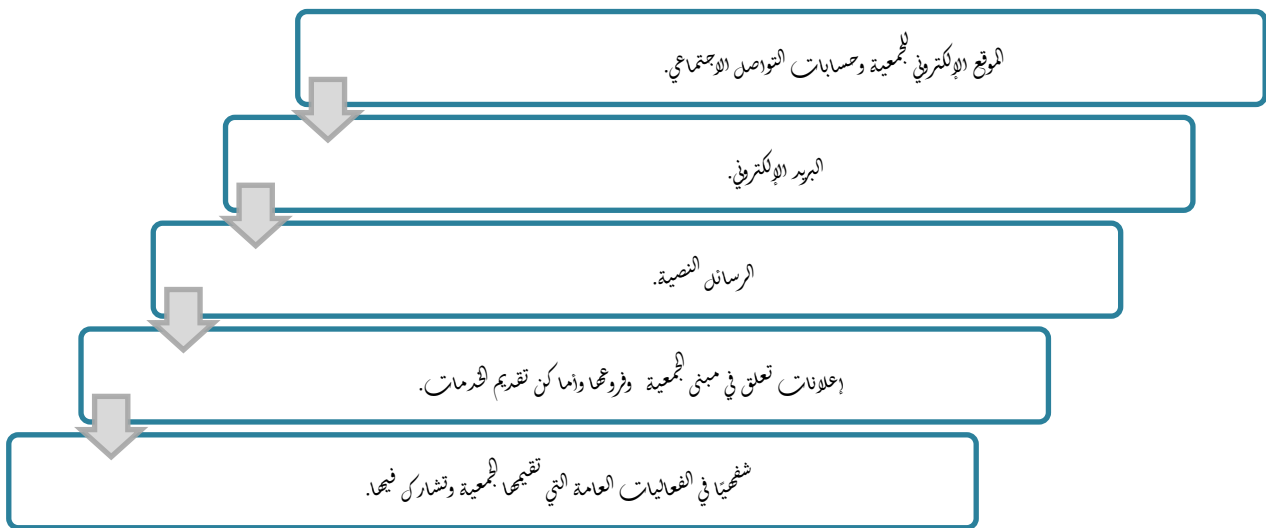 الموقع الإلكتروني للجمعية وحسابات التواصل الاجتماعي.
البريد الإلكتروني.
الرسائل النصية.
إعلانات تعلق في مبنى الجمعية وفروعها وأماكن تقديم الخدمات.
شفهيًا في الفعاليات العامة التي تقيمها الجمعية وتشارك فيها.